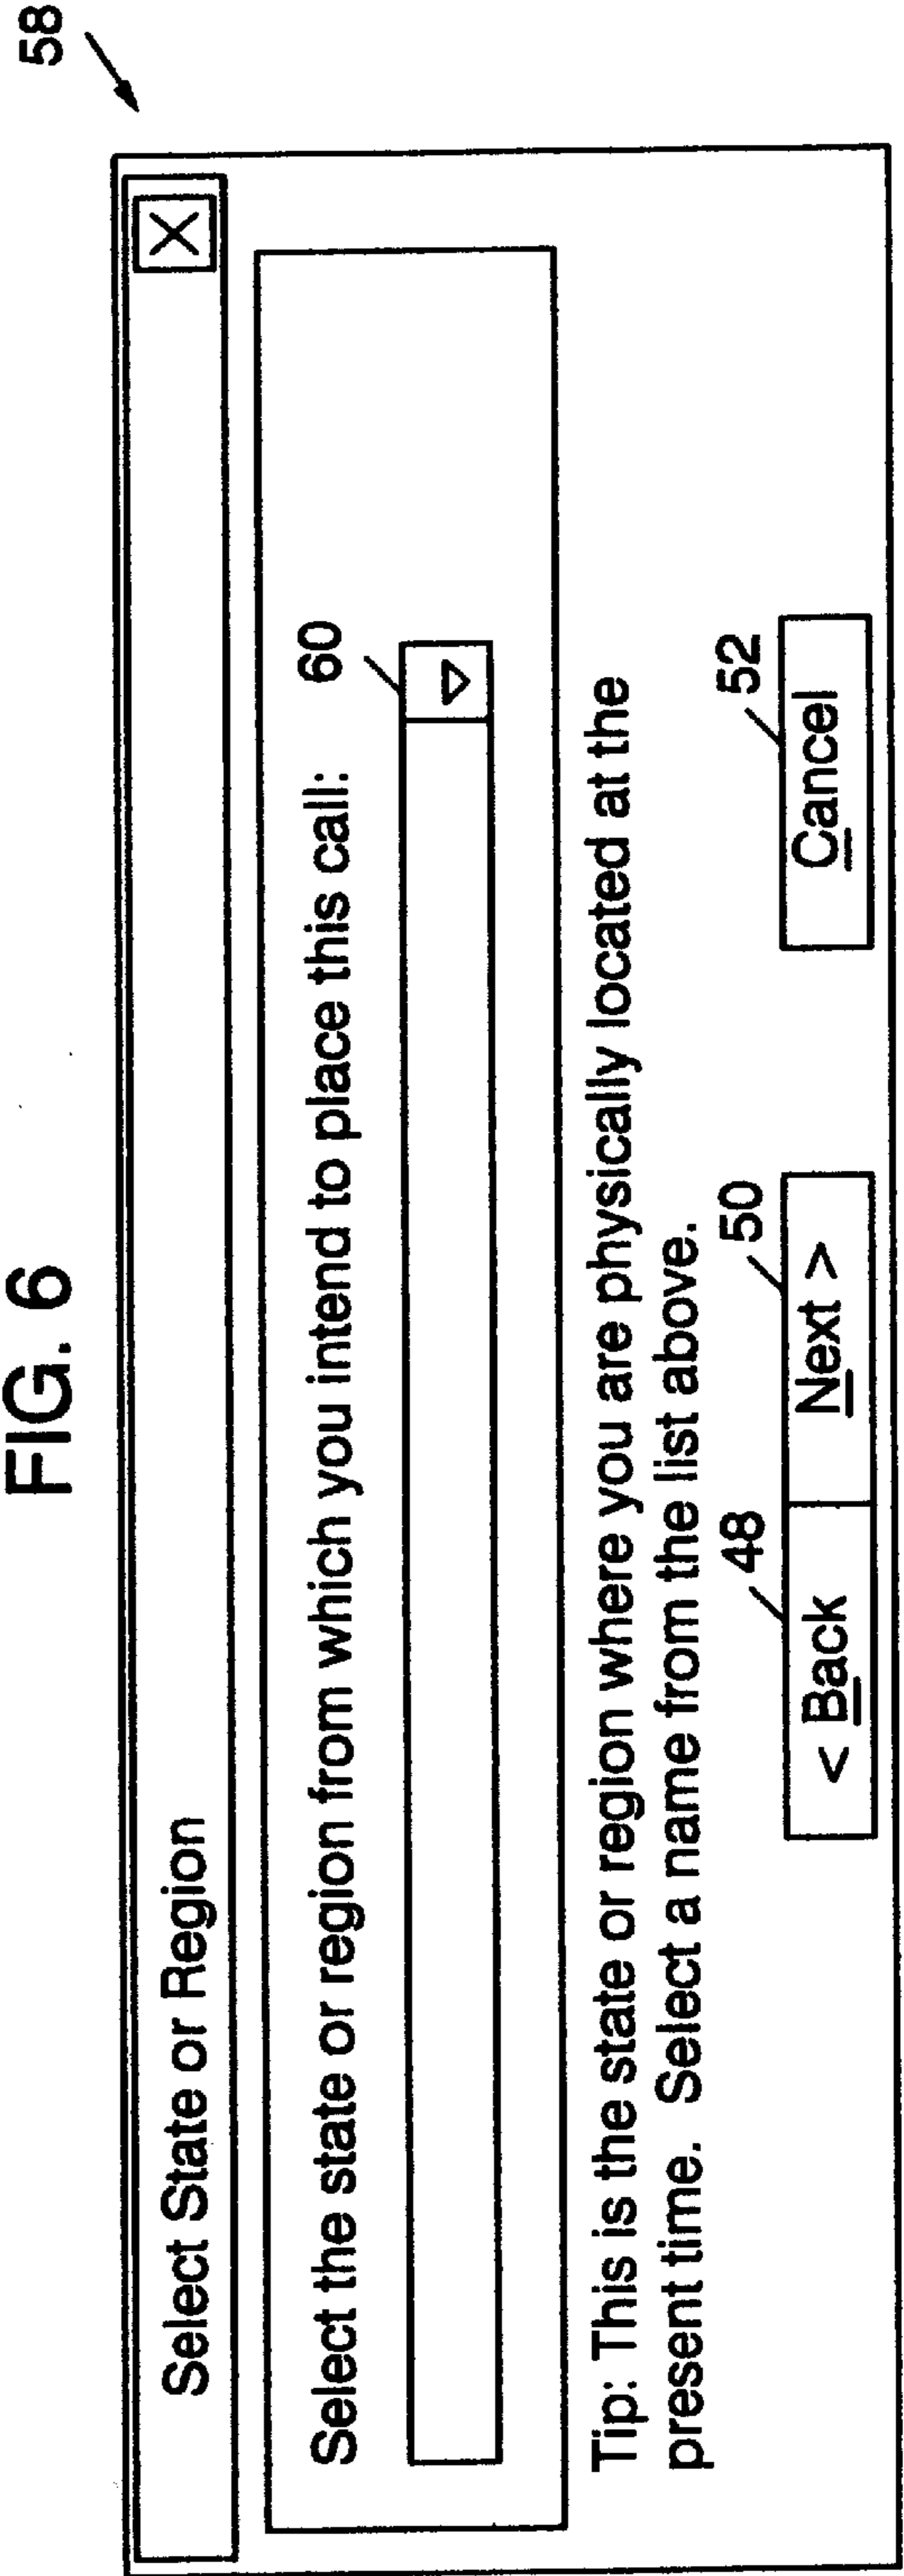 FIG. 6
58
Select State or Region
X
Select the state or region from which you intend to place this call:
60
Tip: This is the state or region where you are physically located at the
present time. Select a name from the list above.
48
50
52
< Back
Next >
Cancel